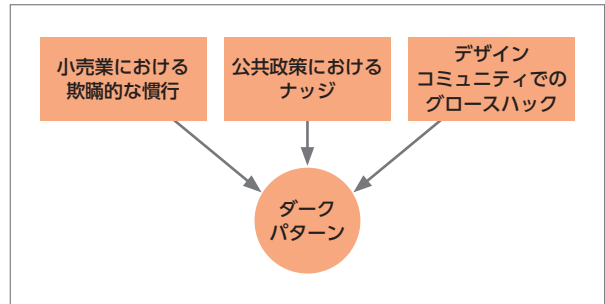 小売業における
欺瞞的な慣行
公共政策における
ナッジ
デザイン
コミュニティでの
グロースハック
ダーク
パターン